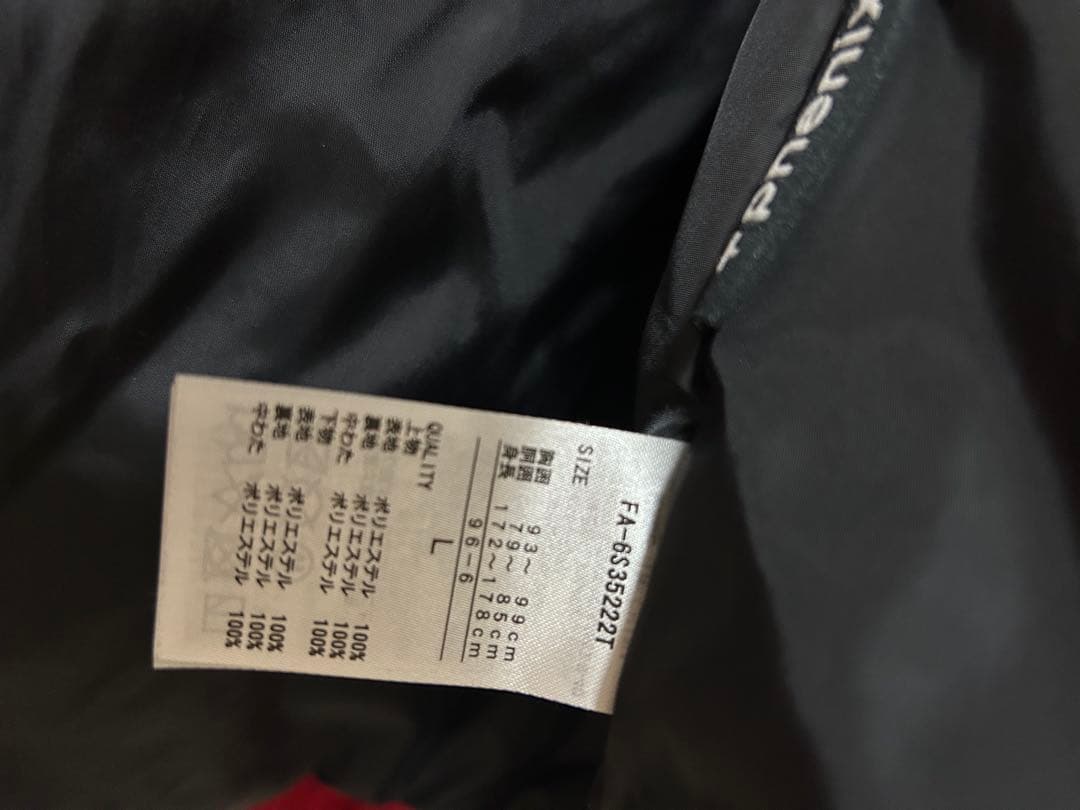 phenix
FA-6S35222T
SIZE
胸囲 93〜 99cm
胴囲 79〜 85cm
身長 172〜178cm
96-6
L
QUALITY
上物
表地 ポリエステル 100%
裏地 ポリエステル 100%
中わた ポリエステル 100%
下物
表地 ポリエステル 100%
裏地 ポリエステル 100%
中わた ポリエステル 100%